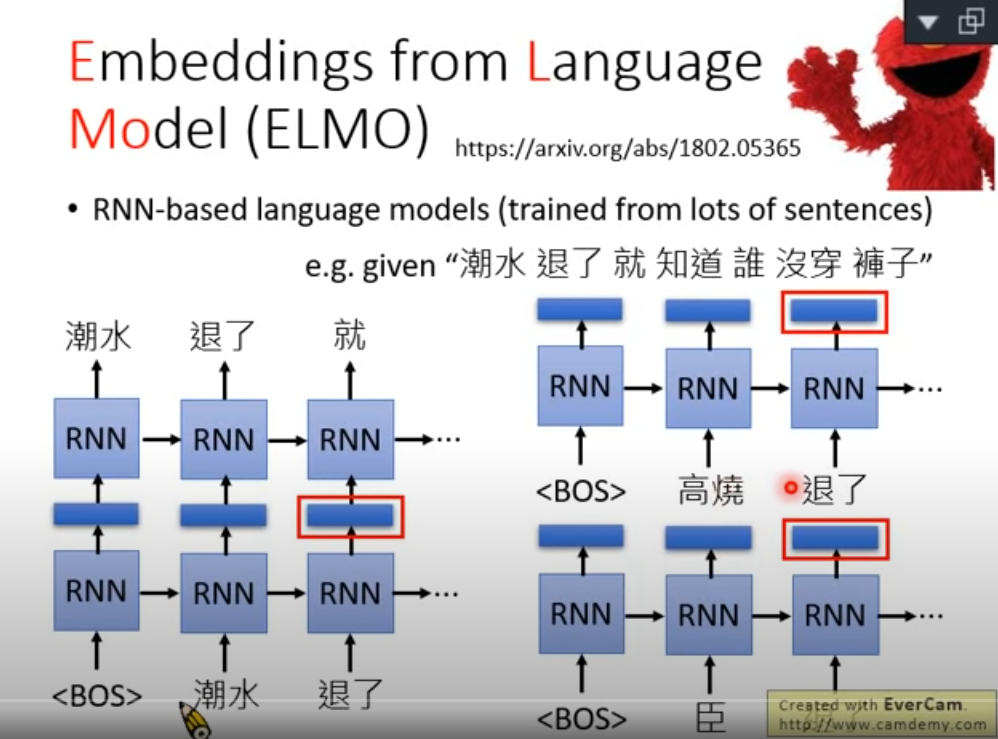 Embeddings from Language
Model (ELMO)
https://arxiv.org/abs/1802.05365
• RNN-based language models (trained from lots of sentences)
e.g. given “潮水 退了 就 知道 誰 沒穿 褲子”
潮水 退了 就
RNN RNN RNN ...
RNN RNN RNN ...
<BOS> 潮水 退了
RNN RNN RNN ...
<BOS> 高燒 退了
RNN RNN RNN ...
<BOS> 臣
Created with EverCam.
http://www.camdemy.com